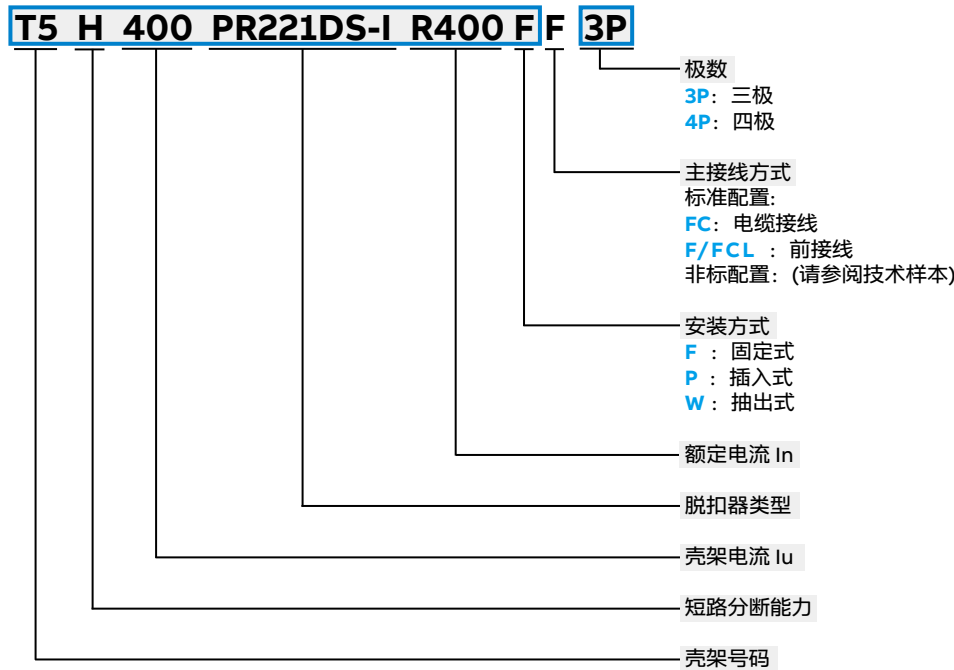 T5 H 400 PR221DS-I R400 F F 3P
极数
3P：三极
4P：四极
主接线方式
标准配置:
FC：电缆接线
F/FCL ：前接线
非标配置：(请参阅技术样本)
安装方式
F ：固定式
P ：插入式
W ：抽出式
额定电流 In
脱扣器类型
壳架电流 Iu
短路分断能力
壳架号码